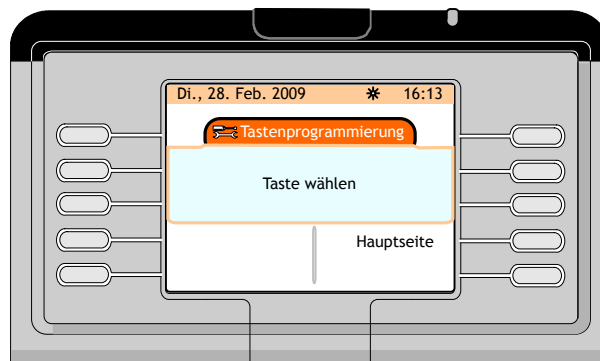 Di., 28. Feb. 2009 16:13
Tastenprogrammierung
Taste wählen
Hauptseite